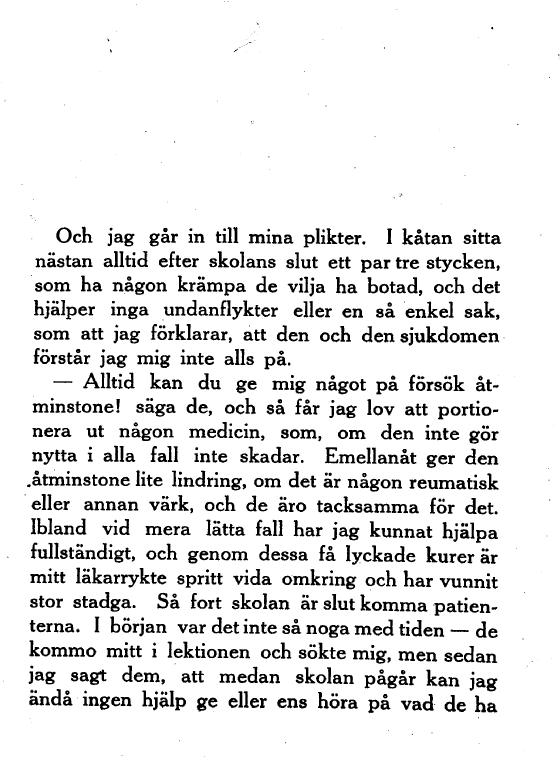 Och jag går in till mina plikter. I kåtan sitta
nästan alltid efter skolans slut ett par tre stycken,
som ha någon krämpa de vilja ha botad, och det
hjälper inga undanflykter eller en så enkel sak,
som att jag förklarar, att den och den sjukdomen
förstår jag mig inte alls på.
— Alltid kan du ge mig något på försök åt-
minstone! säga de, och så får jag lov att portio-
nera ut någon medicin, som, om den inte gör
nytta i alla fall inte skadar. Emellanåt ger den
åtminstone lite lindring, om det är någon reumatisk
eller annan värk, och de äro tacksamma för det.
Ibland vid mera lätta fall har jag kunnat hjälpa
fullständigt, och genom dessa få lyckade kurer är
mitt läkarrykte spritt vida omkring och har vunnit
stor stadga. Så fort skolan är slut komma patien-
terna. I början var det inte så noga med tiden — de
kommo mitt i lektionen och sökte mig, men sedan
jag sagt dem, att medan skolan pågår kan jag
ändå ingen hjälp ge eller ens höra på vad de ha